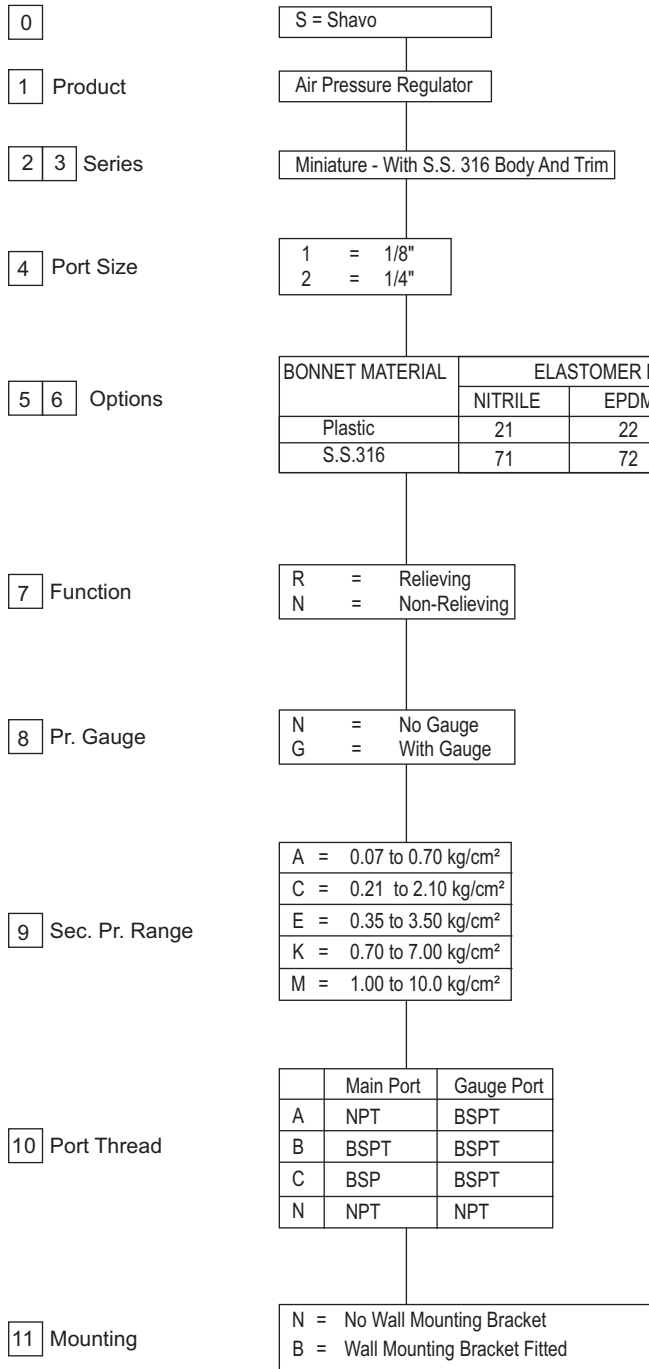 0 S = Shavo
1 Product Air Pressure Regulator
2 3 Series Miniature - With S.S. 316 Body And Trim
4 Port Size
1 = 1/8"
2 = 1/4"
5 6 Options
BONNET MATERIAL ELASTOMER
NITRILE EPDM
Plastic 21 22
S.S.316 71 72
7 Function
R = Relieving
N = Non-Relieving
8 Pr. Gauge
N = No Gauge
G = With Gauge
9 Sec. Pr. Range
A = 0.07 to 0.70 kg/cm²
C = 0.21 to 2.10 kg/cm²
E = 0.35 to 3.50 kg/cm²
K = 0.70 to 7.00 kg/cm²
M = 1.00 to 10.0 kg/cm²
10 Port Thread
Main Port Gauge Port
A NPT BSPT
B BSPT BSPT
C BSP BSPT
N NPT NPT
11 Mounting
N = No Wall Mounting Bracket
B = Wall Mounting Bracket Fitted